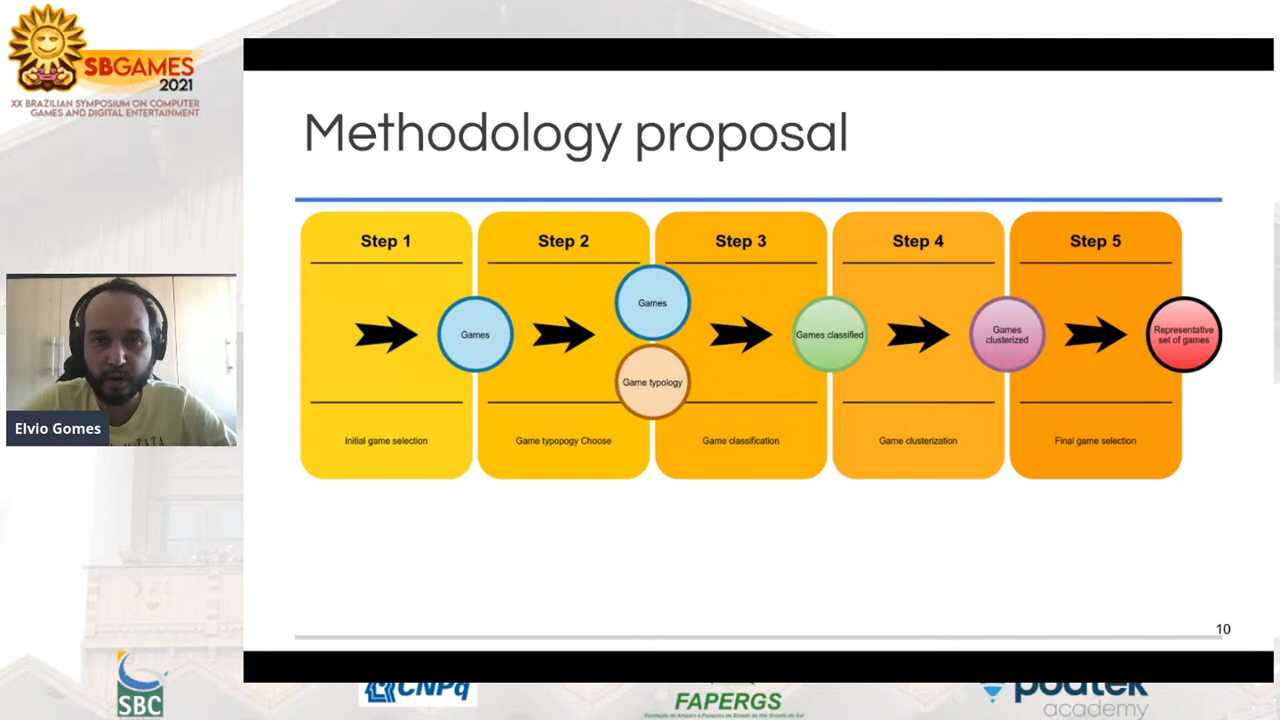 SBGAMES
2021
XX BRAZILIAN SYMPOSIUM ON COMPUTER
GAMES AND DIGITAL ENTERTAINMENT
Methodology proposal
Step 1
Step 2
Step 3
Step 4
Step 5
Games
Games
Game typology
Games classified
Games
clusterized
Representative
set of games
Initial game selection
Game typopogy Choose
Game classification
Game clusterization
Final game selection
Elvio Gomes
10
SBC
CNPq
FAPERGS
Fundação de Amparo à Pesquisa do Estado do Rio Grande do Sul
podtek
academy